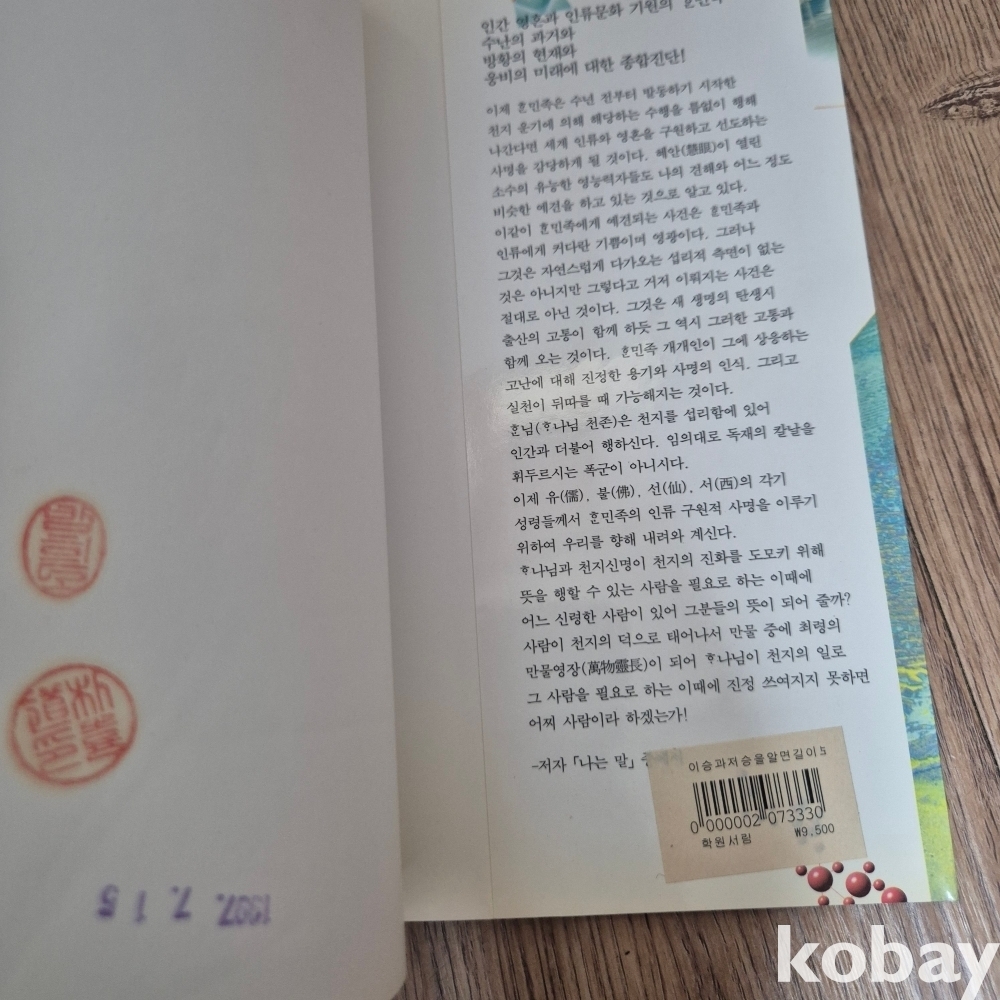 인간 영혼과 인류문화 기원의
수난의 과거와
방황의 현재와
웅비의 미래에 대한 종합진단!
이제 ᄒᆞᆫ민족은 수년 전부터 발동하기 시작한
천지 운기에 의해 해당하는 수행을 틈없이 행해
나간다면 세계 인류와 영혼을 구원하고 선도하는
사명을 감당하게 될 것이다. 혜안(慧眼)이 열린
소수의 유능한 영능력자들도 나의 견해와 어느 정도
비슷한 예견을 하고 있는 것으로 알고 있다.
이같이 ᄒᆞᆫ민족에게 예견되는 사건은 ᄒᆞᆫ민족과
인류에게 커다란 기쁨이며 영광이다. 그러나
그것은 자연스럽게 다가오는 섭리적 측면이 없는
것은 아니지만 그렇다고 거저 이뤄지는 사건은
절대로 아닌 것이다. 그것은 새 생명의 탄생시
출산의 고통이 함께 하듯 그 역시 그러한 고통과
함께 오는 것이다. ᄒᆞᆫ민족 개개인이 그에 상응하는
고난에 대해 진정한 용기와 사명의 인식. 그리고
실천이 뒤따를 때 가능해지는 것이다.
ᄒᆞᆫ님(ᄒᆞ나님 천존)은 천지를 섭리함에 있어
인간과 더불어 행하신다. 임의대로 독재의 칼날을
휘두르시는 폭군이 아니시다.
이제 유(儒), 불(佛), 선(仙), 서(西)의 각기
성령들께서 ᄒᆞᆫ민족의 인류 구원적 사명을 이루기
위하여 우리를 향해 내려와 계신다.
ᄒᆞ나님과 천지신명이 천지의 진화를 도모키 위해
뜻을 행할 수 있는 사람을 필요로 하는 이때에
어느 신령한 사람이 있어 그분들의 뜻이 되어 줄까?
사람이 천지의 덕으로 태어나서 만물 중에 최령의
만물영장(萬物靈長)이 되어 ᄒᆞ나님이 천지의 일로
그 사람을 필요로 하는 이때에 진정 쓰여지지 못하면
어찌 사람이라 하겠는가!
-저자 「나는 말」
이승과저승을알면길이5
0 000002 073330
학원서림 ₩9,500
1997. 7. 1 5
kobay